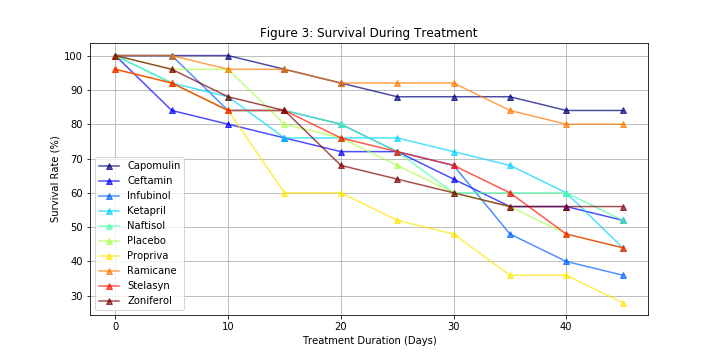 Figure 3: Survival During Treatment
Survival Rate (%)
100
90
80
70
60
50
40
30
Capomulin
Ceftamin
Infubinol
Ketapril
Naftisol
Placebo
Propriva
Ramicane
Stelasyn
Zoniferol
0
10
20
30
40
Treatment Duration (Days)